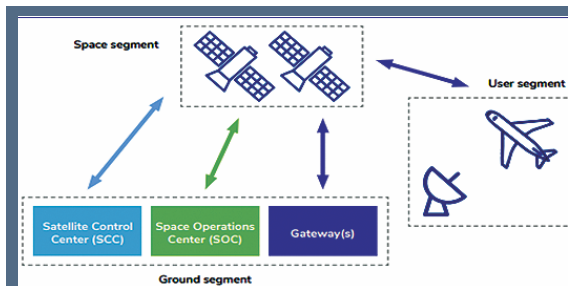 Space segment
User segment
Satellite Control
Center (SCC)
Space Operations
Center (SOC)
Gateway(s)
Ground segment